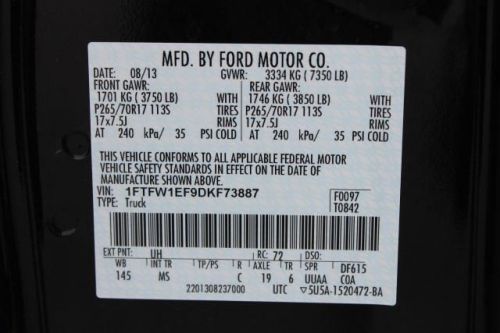 MFD. BY FORD MOTOR CO.
DATE: 08/13 GVWR: 3334 KG ( 7350 LB)
FRONT GAWR: REAR GAWR:
1701 KG ( 3750 LB) WITH 1746 KG ( 3850 LB) WITH
P265/70R17 113S TIRES P265/70R17 113S TIRES
17x7.5J RIMS 17x7.5J RIMS
AT 240 kPa/ 35 PSI COLD AT 240 kPa/ 35 PSI COLD
THIS VEHICLE CONFORMS TO ALL APPLICABLE FEDERAL MOTOR
VEHICLE SAFETY STANDARDS IN EFFECT ON THE DATE OF
MANUFACTURE SHOWN ABOVE.
VIN: 1FTFW1EF9DKF73887 F0097
TYPE: Truck T0842
EXT PNT: UH RC: 72 DSO:
WB INT TR TP/PS R AXLE TR SPR DF615
145 MS C 19 6 UUAA COA
2201308237000 UTC ▽5U5A-1520472-BA